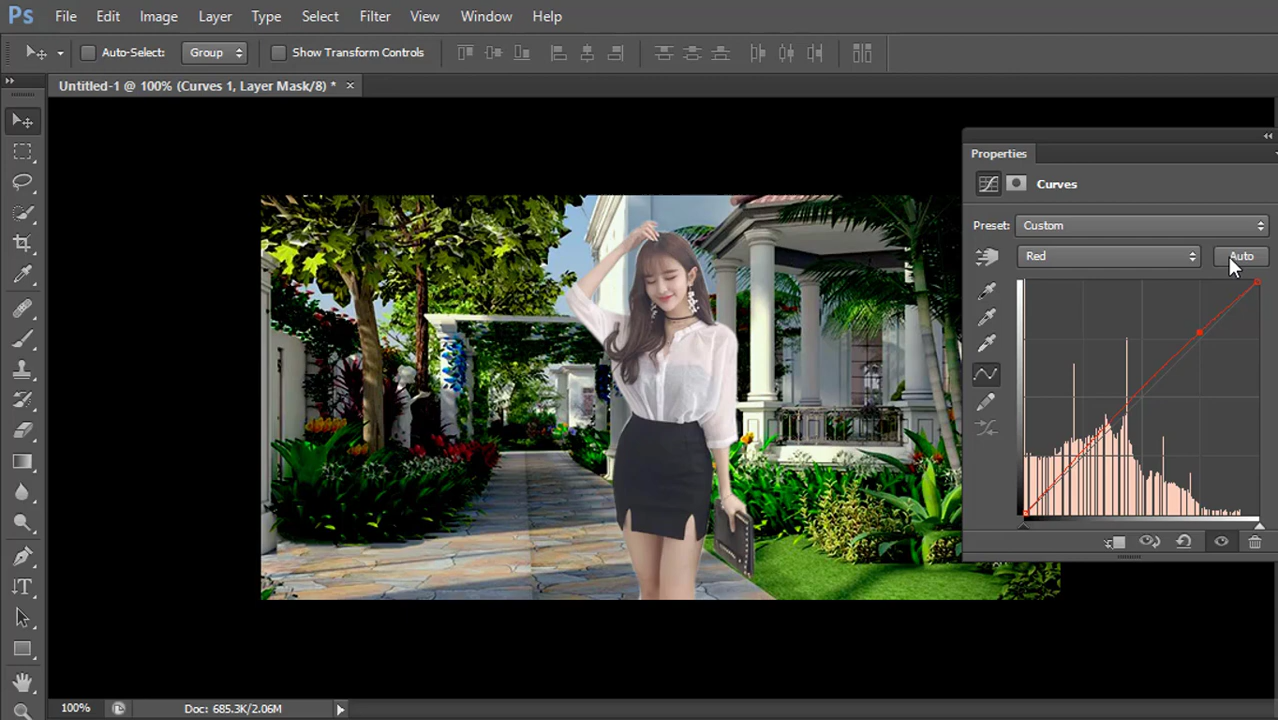 Ps File Edit Image Layer Type Select Filter View Window Help
Auto-Select: Group Show Transform Controls
Untitled-1 @ 100% (Curves 1, Layer Mask/8) * ×
Properties
Curves
Preset: Custom
Red Auto
100% Doc: 685.3K/2.06M